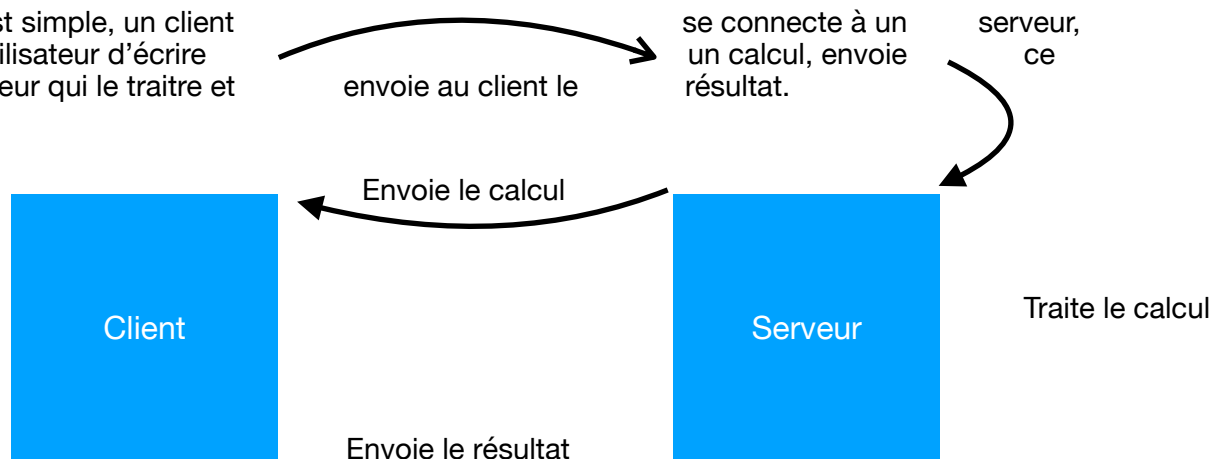 st simple, un client se connecte à un serveur,
ilisateur d’écrire un calcul, envoie ce
eur qui le traitre et envoie au client le résultat.
Envoie le calcul
Traite le calcul
Client Serveur
Envoie le résultat